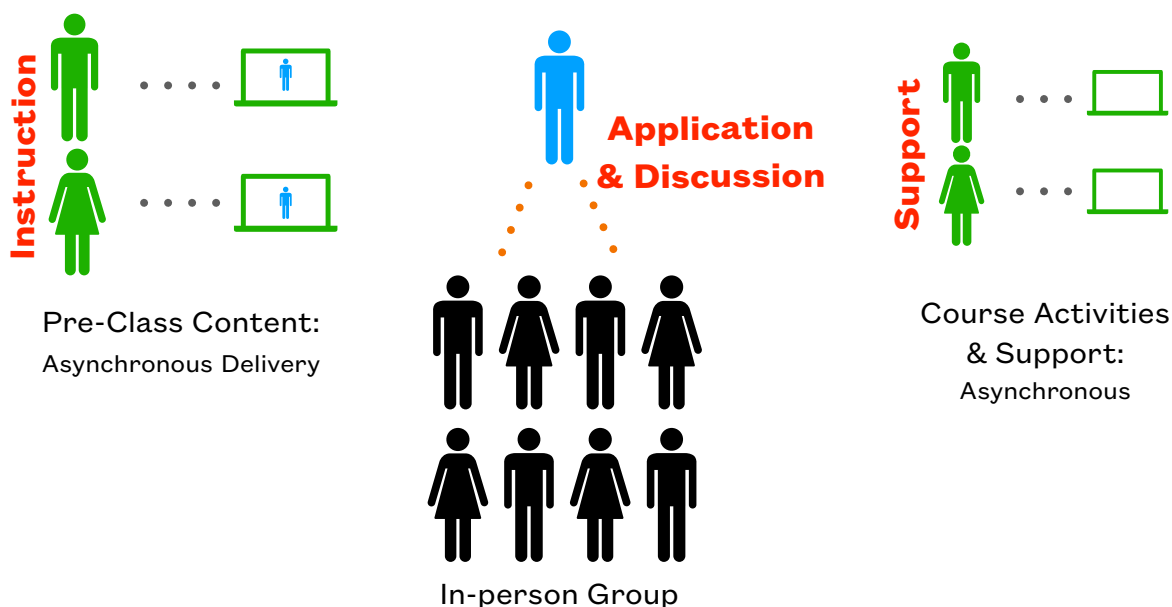 Instruction
Pre-Class Content:
Asynchronous Delivery
Application
& Discussion
In-person Group
Support
Course Activities
& Support:
Asynchronous